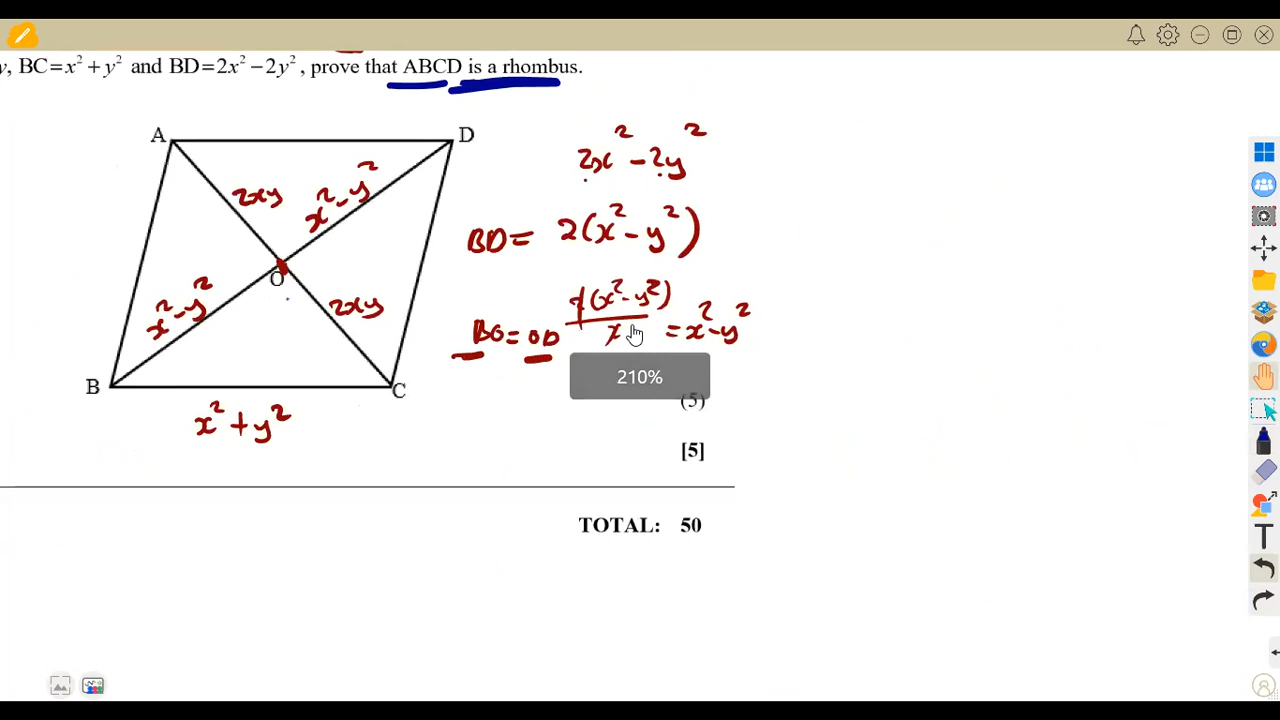 y, BC=x²+y² and BD=2x²−2y², prove that ABCD is a rhombus.
A
D
2x²−2y²
2xy
x²−y²
BD= 2(x²−y²)
O
x²−y²
2xy
BO=OD 2(x²−y²)/2 =x²−y²
210%
B
C
(5)
x²+y²
[5]
TOTAL: 50
T